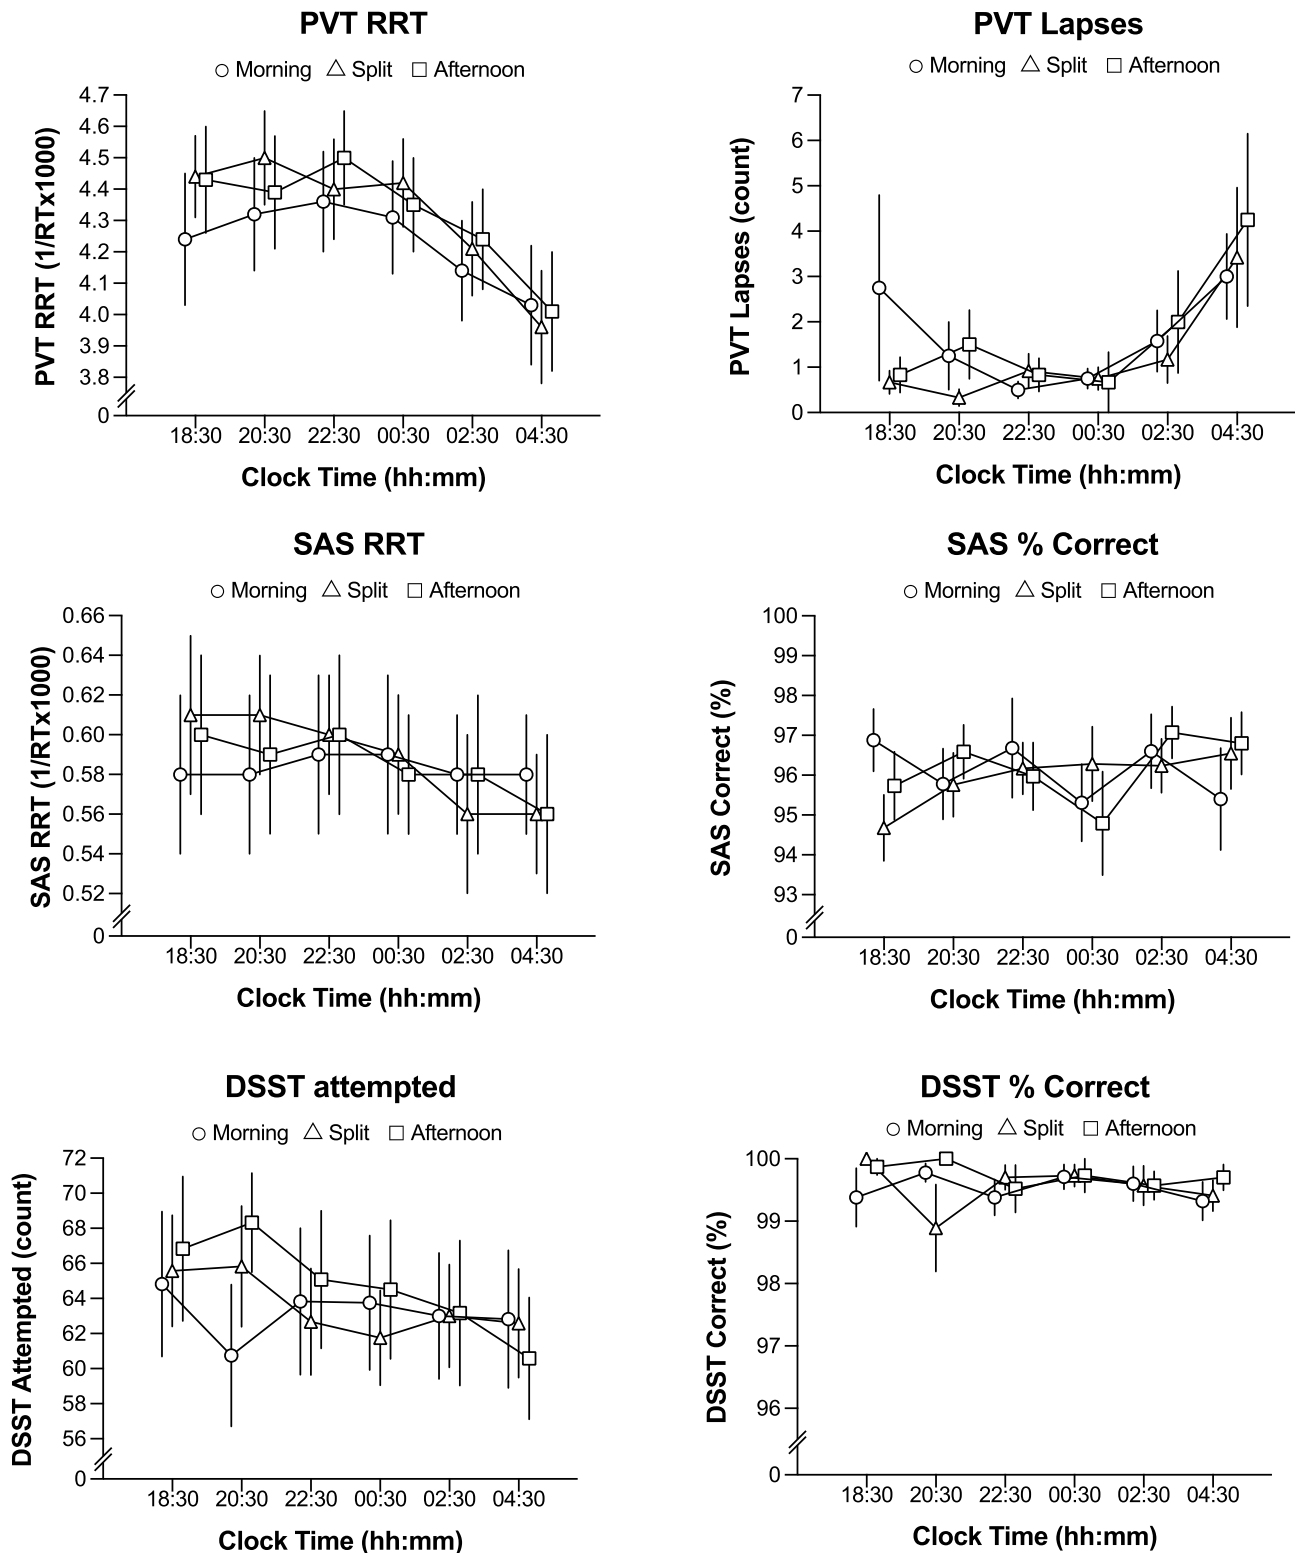 PVT RRT
Morning Split Afternoon
PVT RRT (1/RTx1000)
4.7
4.6
4.5
4.4
4.3
4.2
4.1
4.0
3.9
3.8
0
18:30 20:30 22:30 00:30 02:30 04:30
Clock Time (hh:mm)
PVT Lapses
Morning Split Afternoon
PVT Lapses (count)
7
6
5
4
3
2
1
0
18:30 20:30 22:30 00:30 02:30 04:30
Clock Time (hh:mm)
SAS RRT
Morning Split Afternoon
SAS RRT (1/RTx1000)
0.66
0.64
0.62
0.60
0.58
0.56
0.54
0.52
0
18:30 20:30 22:30 00:30 02:30 04:30
Clock Time (hh:mm)
SAS % Correct
Morning Split Afternoon
SAS Correct (%)
100
99
98
97
96
95
94
93
0
18:30 20:30 22:30 00:30 02:30 04:30
Clock Time (hh:mm)
DSST attempted
Morning Split Afternoon
DSST Attempted (count)
72
70
68
66
64
62
60
58
56
0
18:30 20:30 22:30 00:30 02:30 04:30
Clock Time (hh:mm)
DSST % Correct
Morning Split Afternoon
DSST Correct (%)
100
99
98
97
96
0
18:30 20:30 22:30 00:30 02:30 04:30
Clock Time (hh:mm)